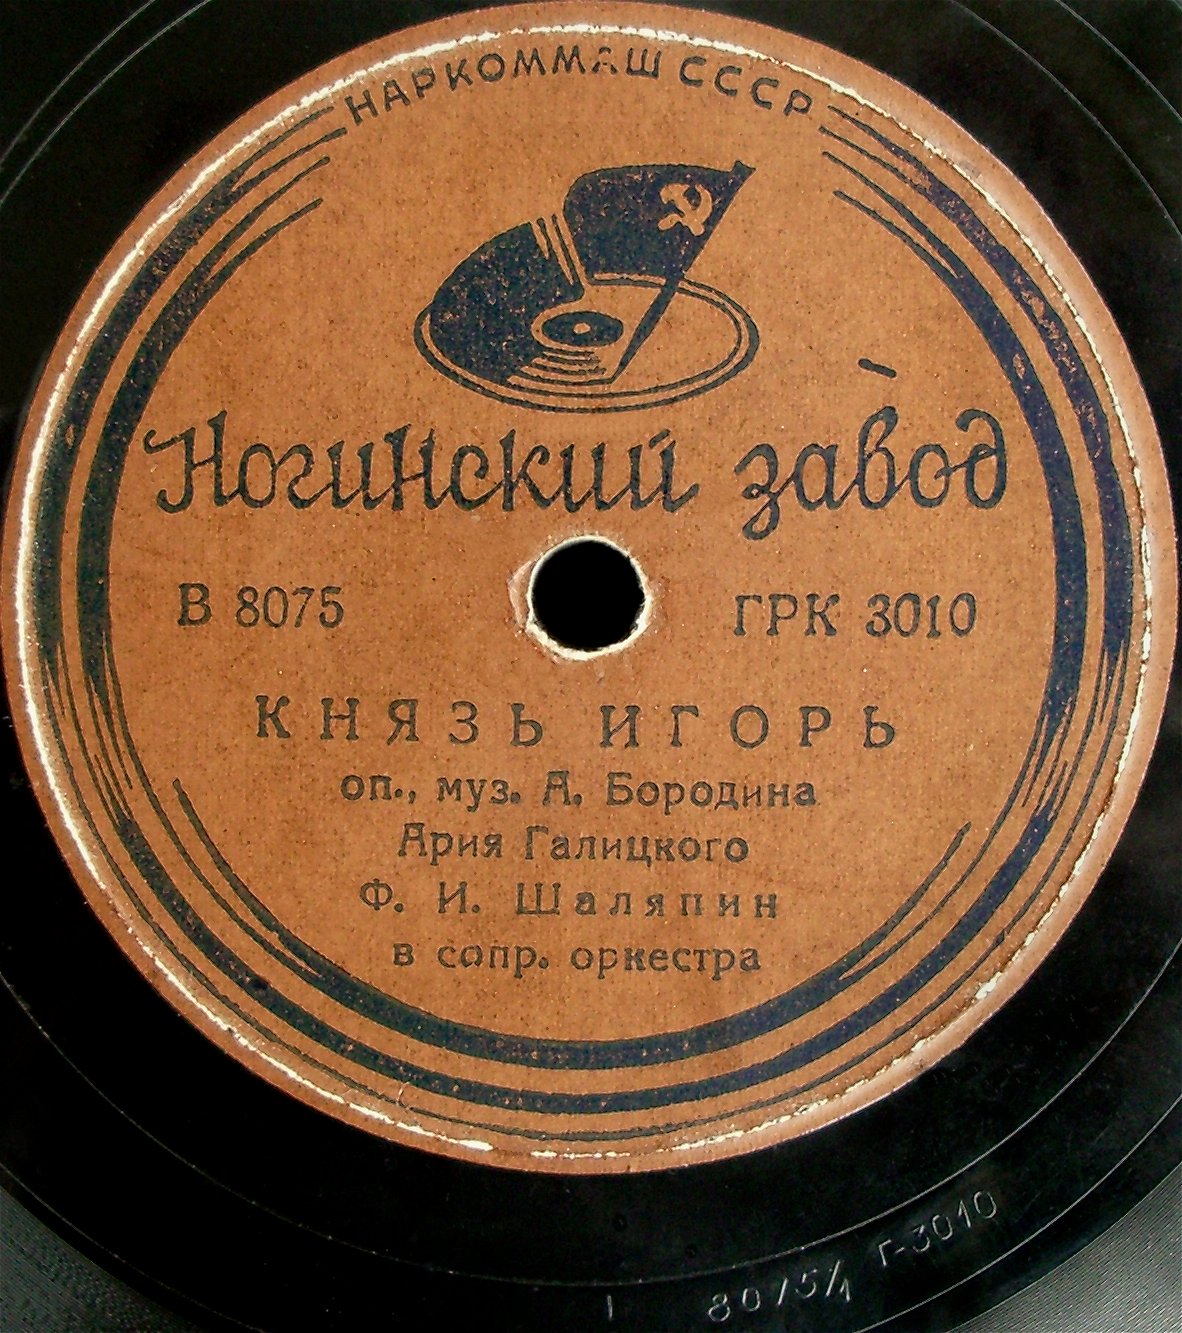 НАРКОММАШ СССР
Ногинский завод
В 8075 ГРК 3010
КНЯЗЬ ИГОРЬ
оп., муз. А. Бородина
Ария Галицкого
Ф. И. Шаляпин
в сопр. оркестра
1 8075/1 Г-3010